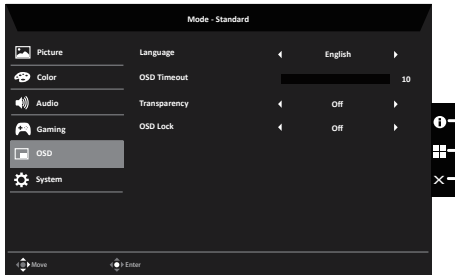 Mode - Standard
Picture
Color
Audio
Gaming
OSD
System
Language English
OSD Timeout 10
Transparency Off
OSD Lock Off
Move Enter